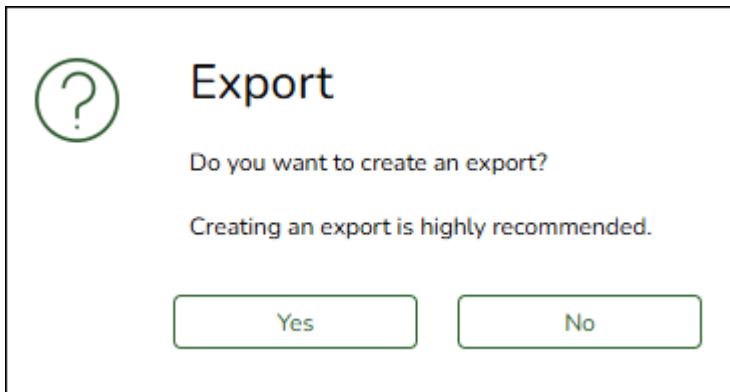 Export
Do you want to create an export?
Creating an export is highly recommended.
Yes
No